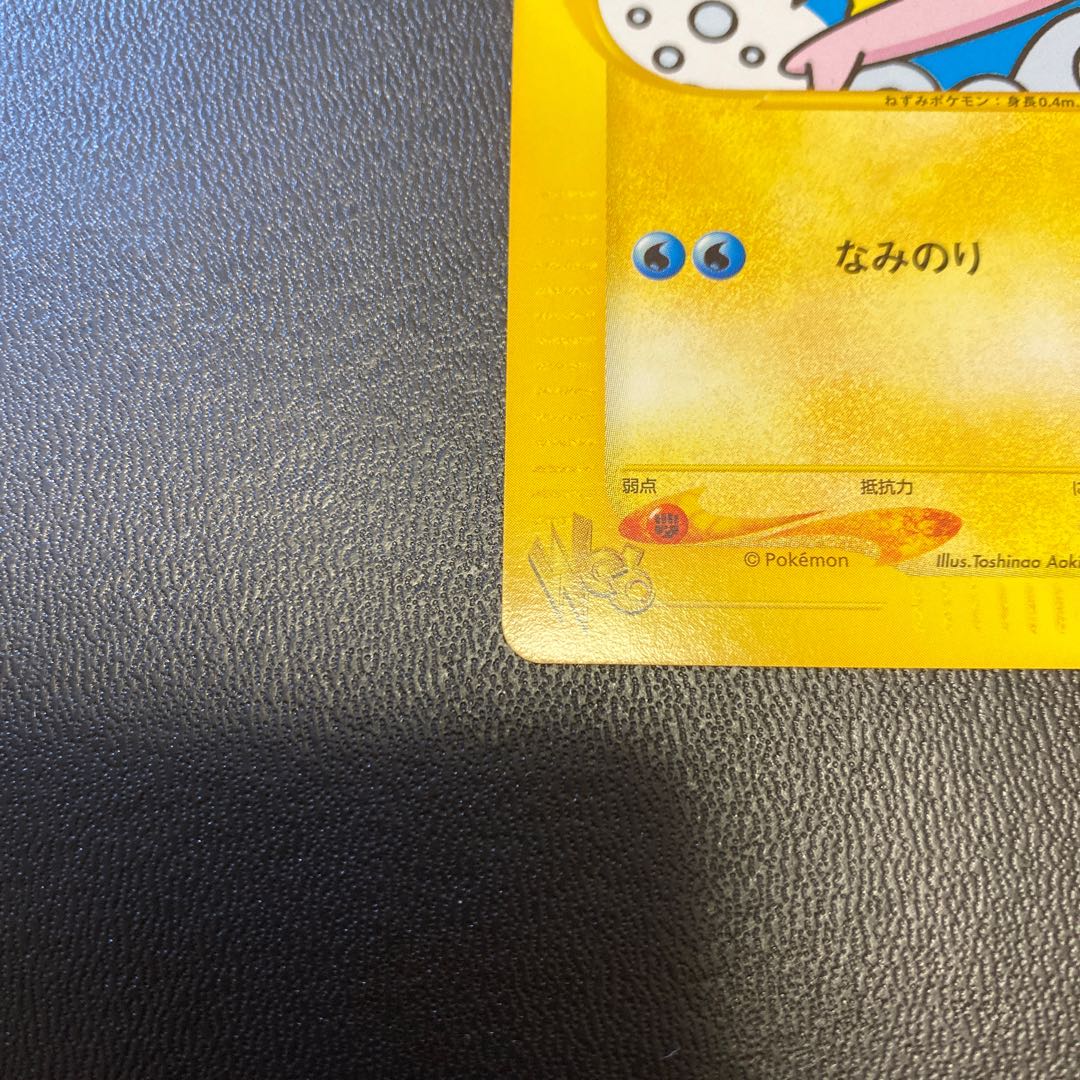 ねずみポケモン：身長0.4m.
なみのり
弱点
抵抗力
© Pokémon
Illus.Toshinao Aoki